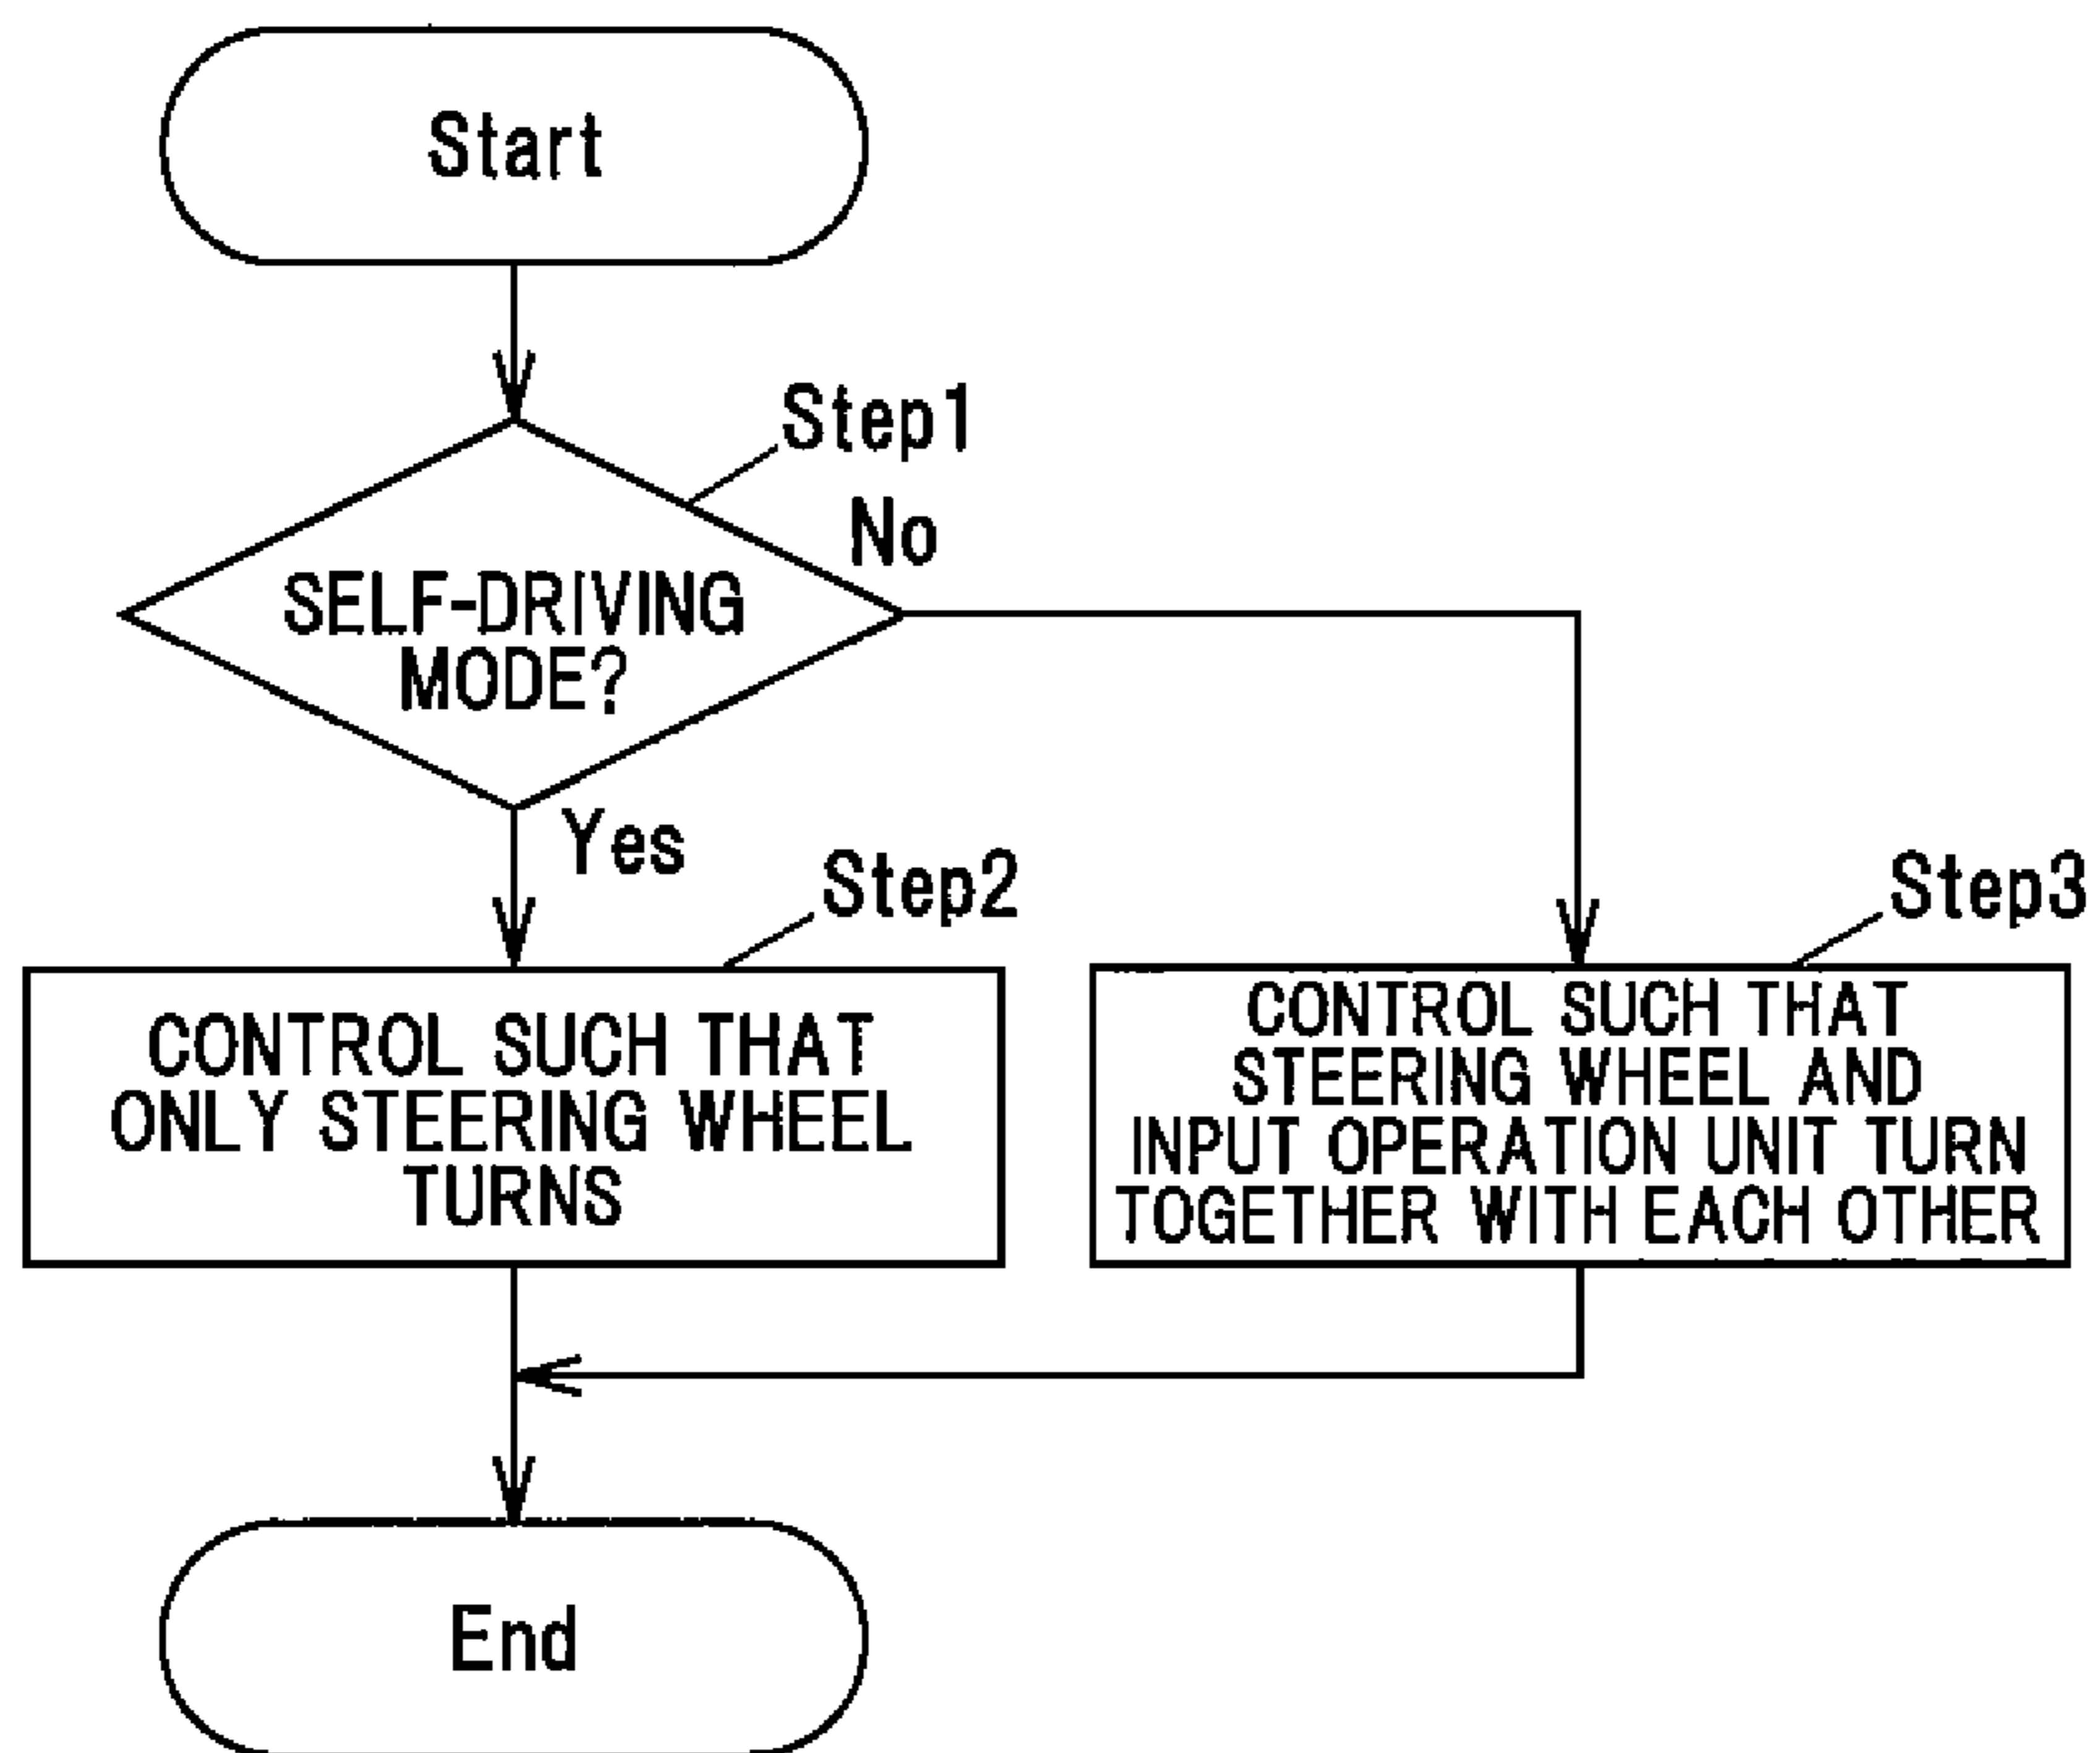 Start
Step1
No
SELF-DRIVING
MODE?
Yes
Step2
Step3
CONTROL SUCH THAT
ONLY STEERING WHEEL
TURNS
CONTROL SUCH THAT
STEERING WHEEL AND
INPUT OPERATION UNIT TURN
TOGETHER WITH EACH OTHER
End